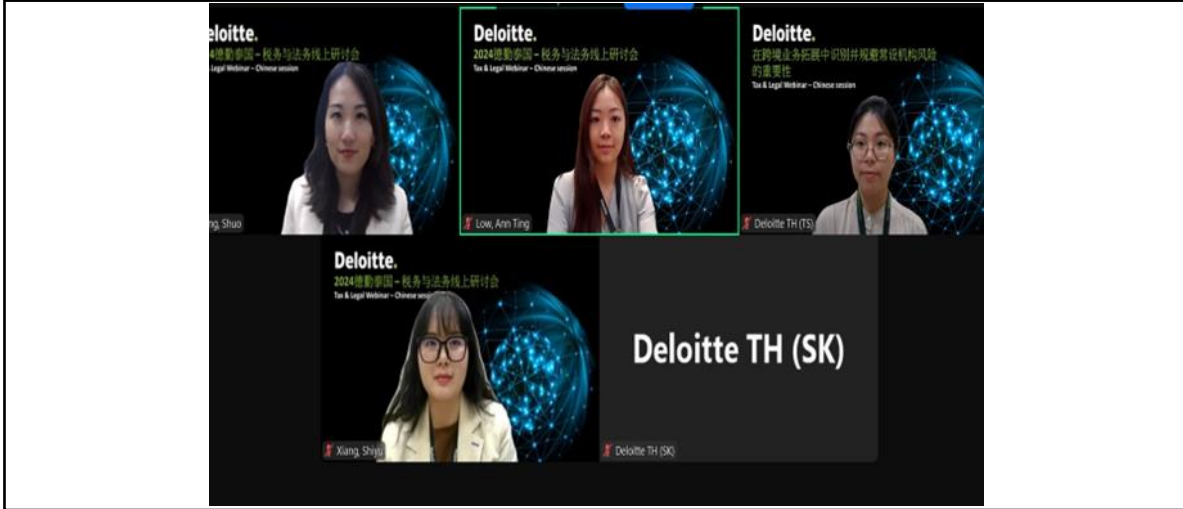 eloitte.
4德勤泰国 – 税务与法务线上研讨会
Legal Webinar – Chinese session
ng, Shuo
Deloitte.
2024德勤泰国 – 税务与法务线上研讨会
Tax & Legal Webinar – Chinese session
Low, Ann Ting
Deloitte.
在跨境业务拓展中识别并规避常设机构风险
的重要性
Tax & Legal Webinar – Chinese session
Deloitte TH (TS)
Deloitte.
2024德勤泰国 – 税务与法务线上研讨会
Tax & Legal Webinar – Chinese sessi
Xiang, Shiyu
Deloitte TH (SK)
Deloitte TH (SK)